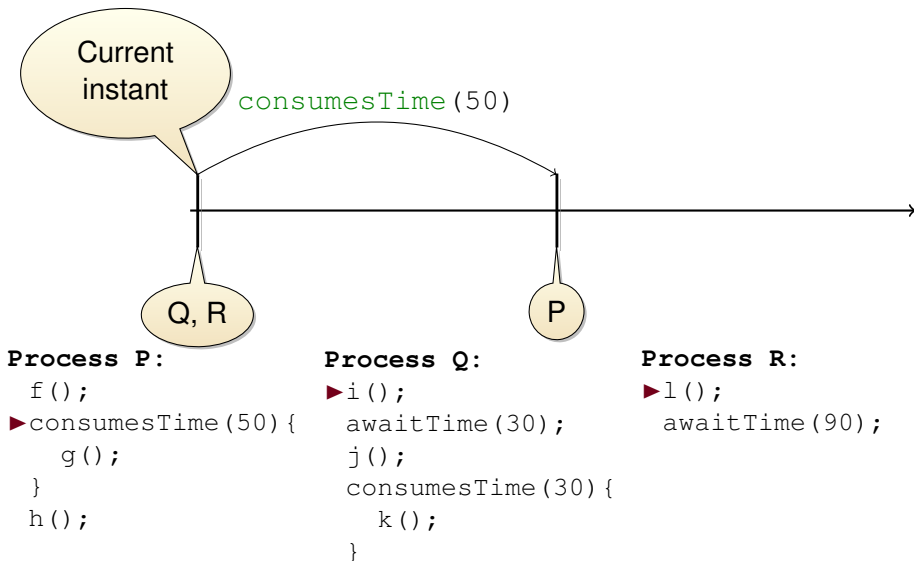 Current
instant
consumesTime(50)
Q, R
P
Process P:
f();
►consumesTime(50){
g();
}
h();
Process Q:
►i();
awaitTime(30);
j();
consumesTime(30){
k();
}
Process R:
►l();
awaitTime(90);